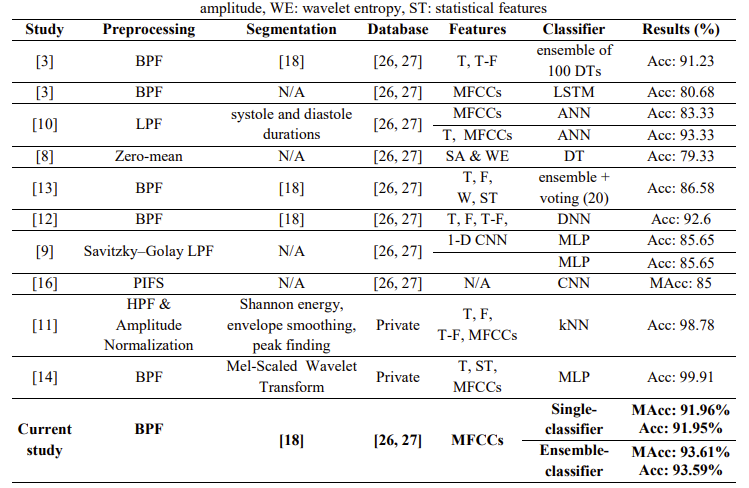 amplitude, WE: wavelet entropy, ST: statistical features
Study Preprocessing Segmentation Database Features Classifier Results (%)
[3] BPF [18] [26, 27] T, T-F ensemble of 100 DTs Acc: 91.23
[3] BPF N/A [26, 27] MFCCs LSTM Acc: 80.68
[10] LPF systole and diastole durations [26, 27] MFCCs ANN Acc: 83.33
T, MFCCs ANN Acc: 93.33
[8] Zero-mean N/A [26, 27] SA & WE DT Acc: 79.33
[13] BPF [18] [26, 27] T, F, W, ST ensemble + voting (20) Acc: 86.58
[12] BPF [18] [26, 27] T, F, T-F, DNN Acc: 92.6
[9] Savitzky–Golay LPF N/A [26, 27] 1-D CNN MLP Acc: 85.65
MLP Acc: 85.65
[16] PIFS N/A [26, 27] N/A CNN MAcc: 85
[11] HPF & Amplitude Normalization Shannon energy, envelope smoothing, peak finding Private T, F, T-F, MFCCs kNN Acc: 98.78
[14] BPF Mel-Scaled Wavelet Transform Private T, ST, MFCCs MLP Acc: 99.91
Current study BPF [18] [26, 27] MFCCs Single-classifier MAcc: 91.96% Acc: 91.95%
Ensemble-classifier MAcc: 93.61% Acc: 93.59%